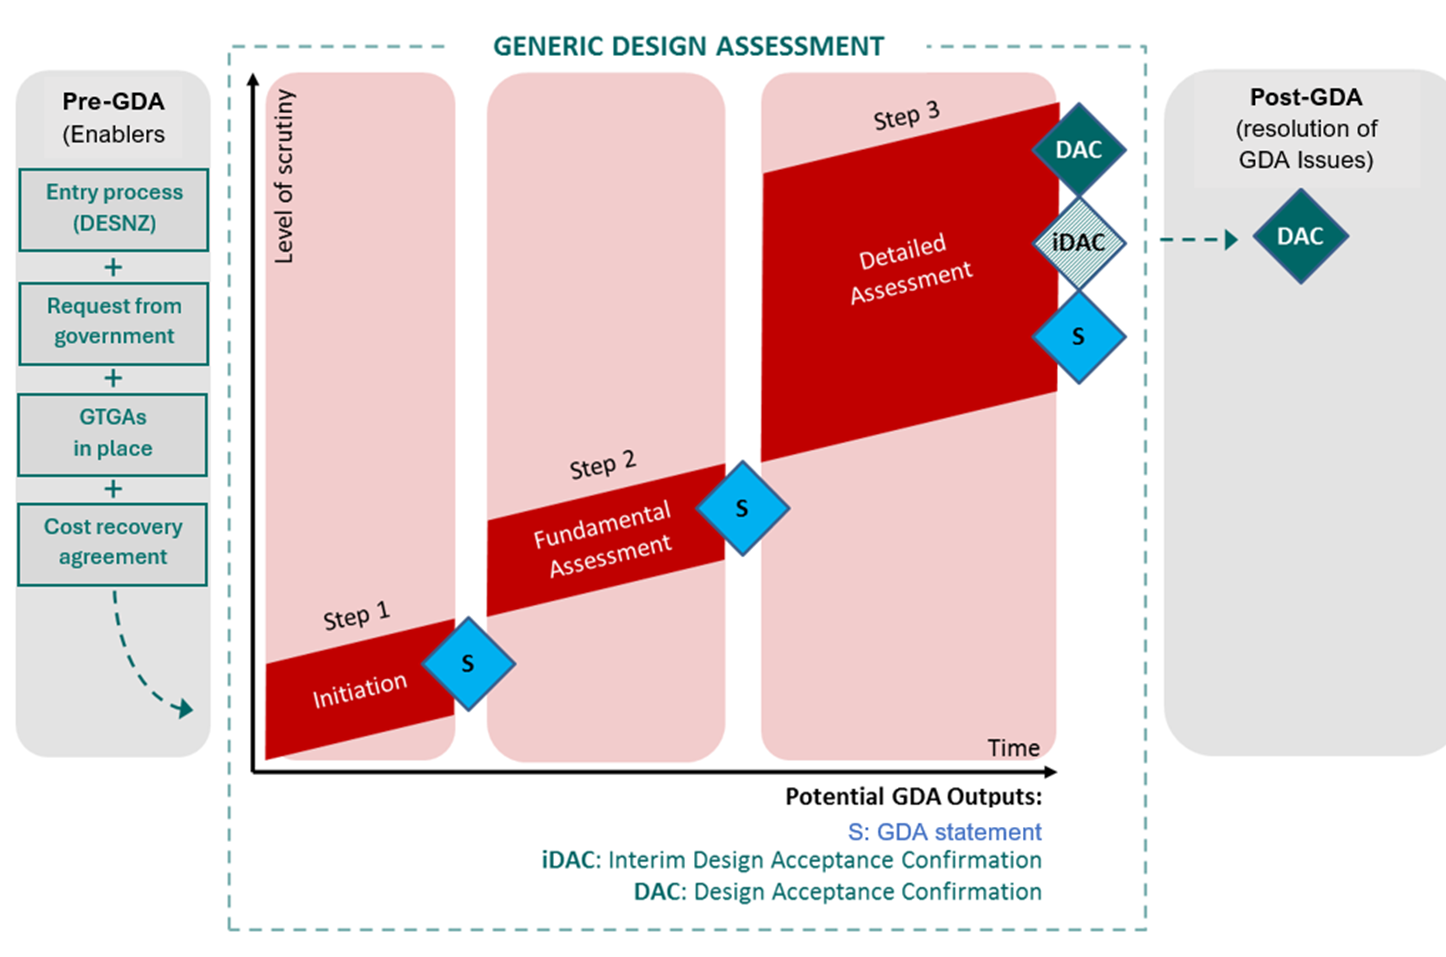 GENERIC DESIGN ASSESSMENT
Pre-GDA
(Enablers
Entry process
(DESNZ)
+
Request from
government
+
GTGAs
in place
+
Cost recovery
agreement
Level of scrutiny
Step 1
Initiation
S
Step 2
Fundamental
Assessment
S
Step 3
Detailed
Assessment
DAC
iDAC
S
Time
Potential GDA Outputs:
S: GDA statement
iDAC: Interim Design Acceptance Confirmation
DAC: Design Acceptance Confirmation
Post-GDA
(resolution of
GDA Issues)
DAC